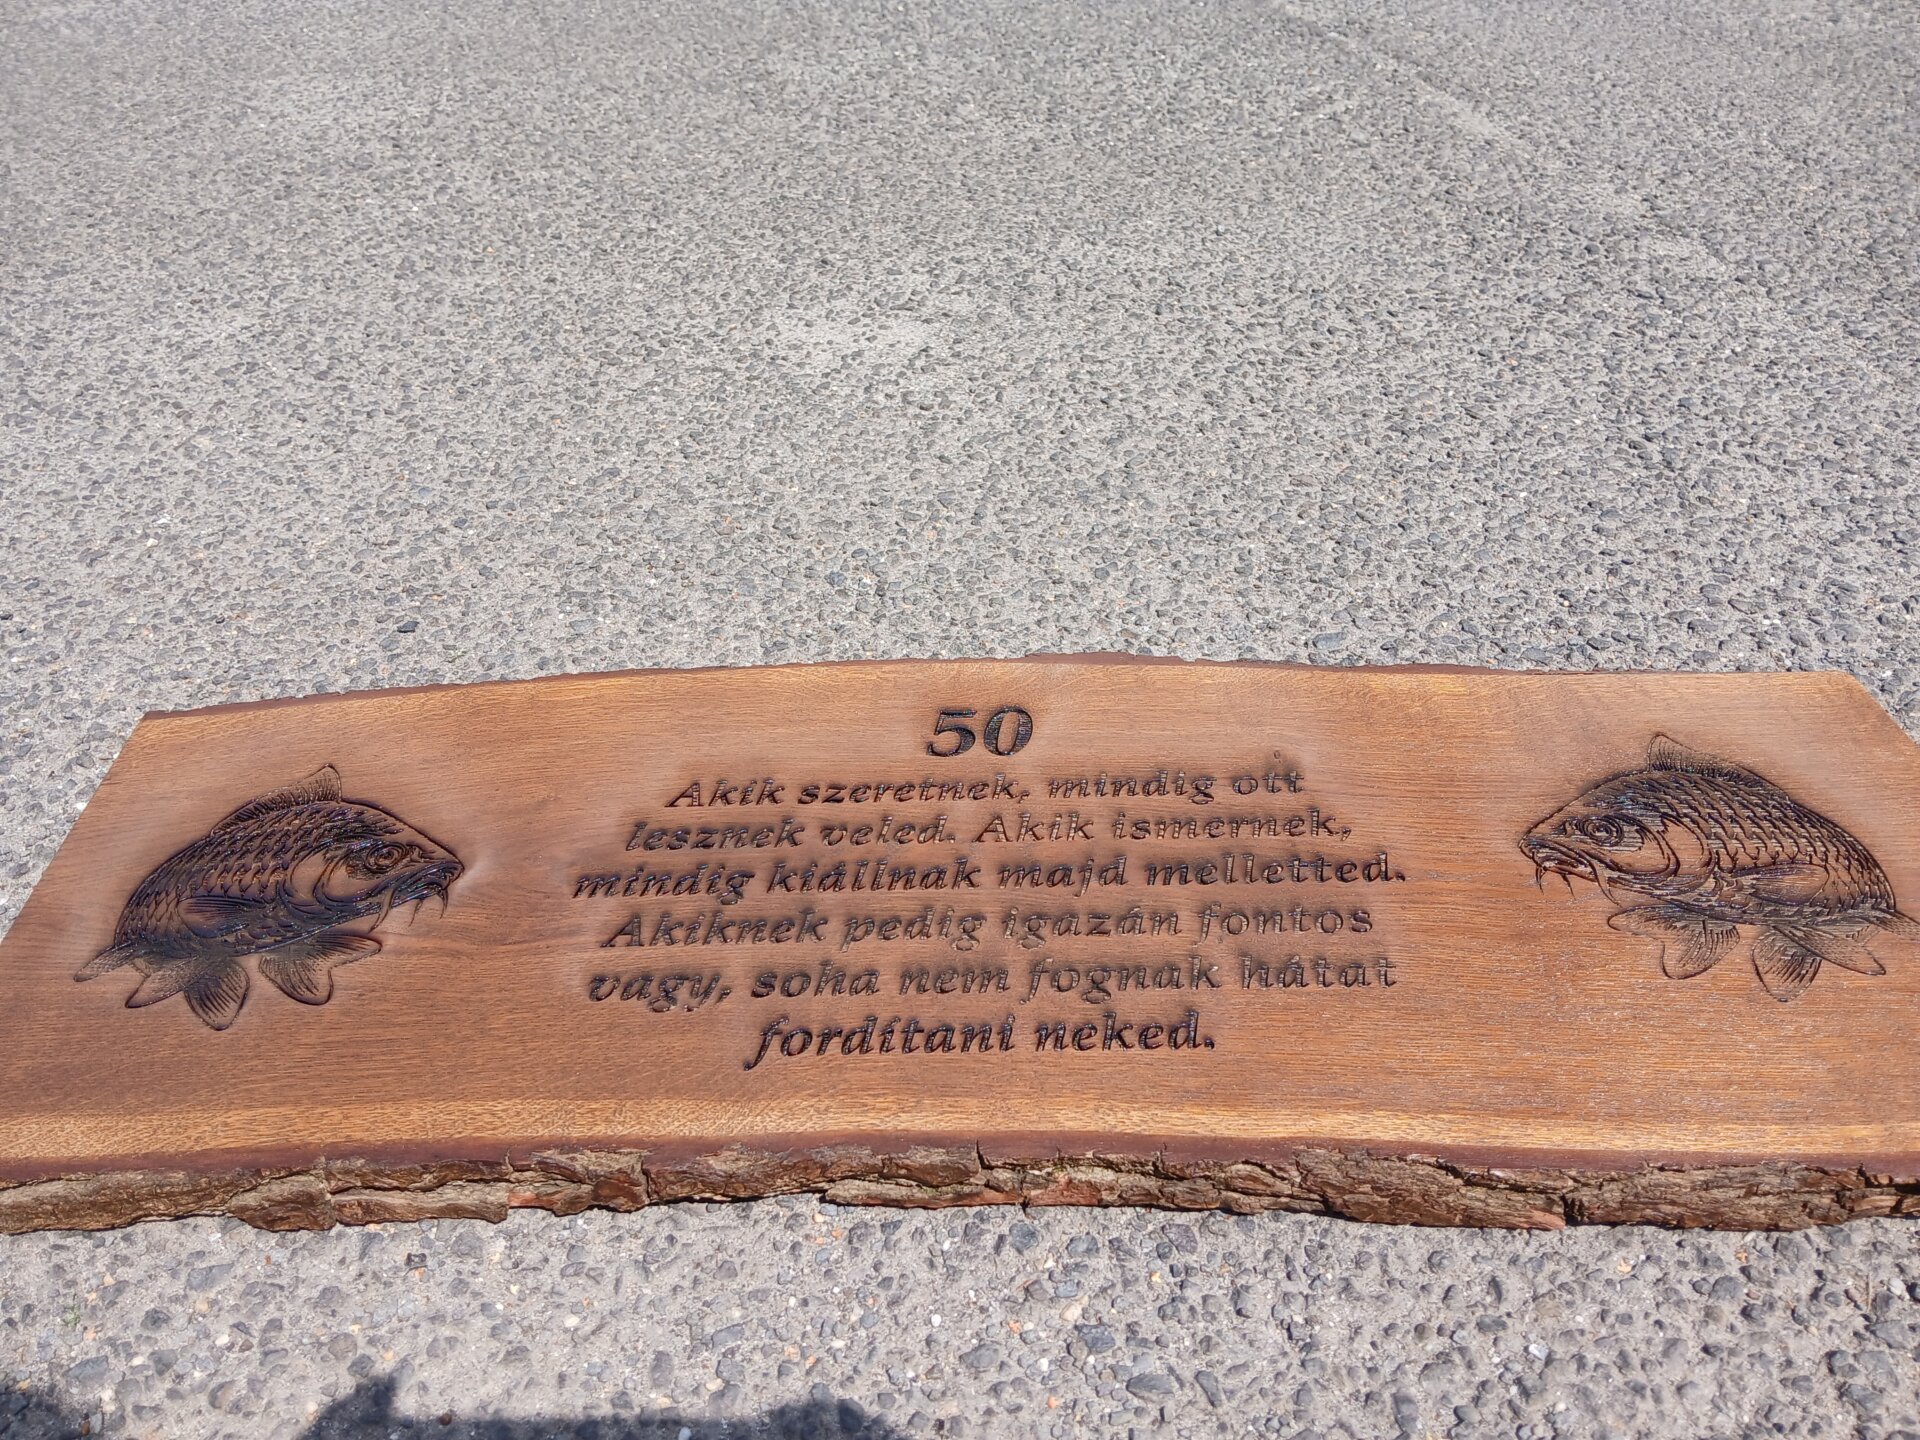 50
Akik szeretnek, mindig ott
lesznek veled. Akik ismernek,
mindig kiállnak majd melletted.
Akiknek pedig igazán fontos
vagy, soha nem fognak hátat
fordítani neked.